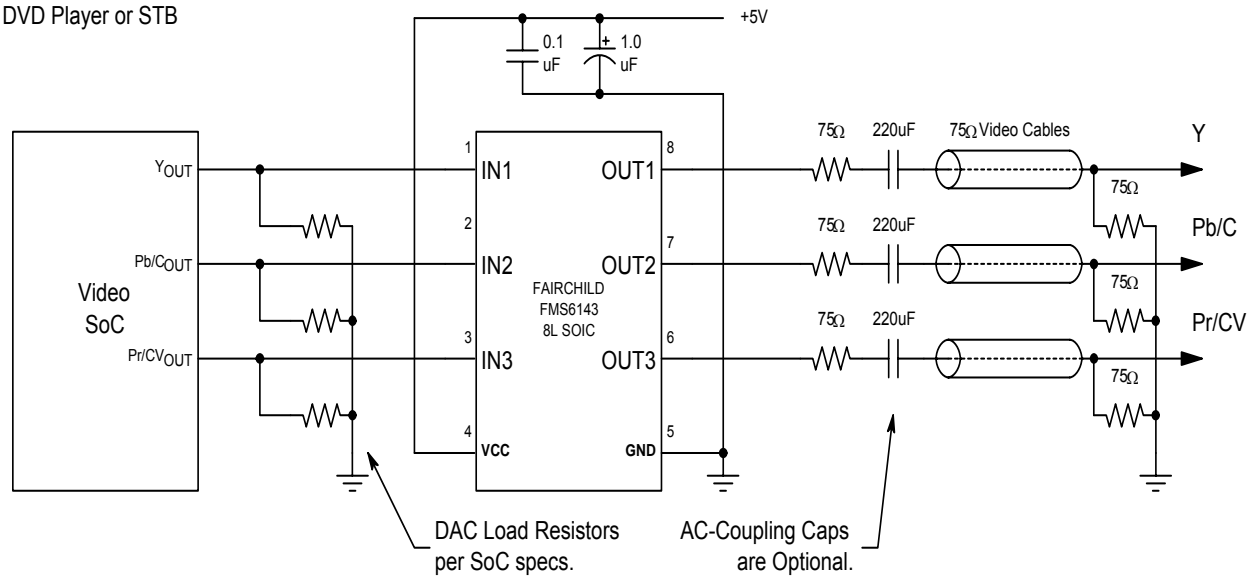 DVD Player or STB
+5V
0.1
uF
+
1.0
uF
Video
SoC
YOUT
Pb/COUT
Pr/CVOUT
1
2
3
4
IN1
IN2
IN3
VCC
FAIRCHILD
FMS6143
8L SOIC
OUT1
OUT2
OUT3
GND
8
7
6
5
75Ω 220uF 75Ω Video Cables
75Ω 220uF
75Ω 220uF
Y
75Ω
Pb/C
75Ω
Pr/CV
75Ω
DAC Load Resistors
per SoC specs.
AC-Coupling Caps
are Optional.